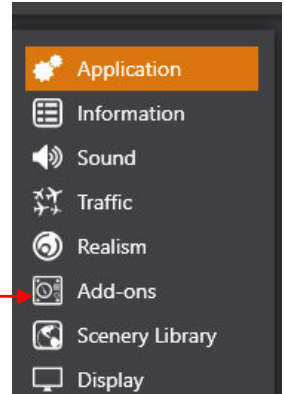 Application
Information
Sound
Traffic
Realism
Add-ons
Scenery Library
Display